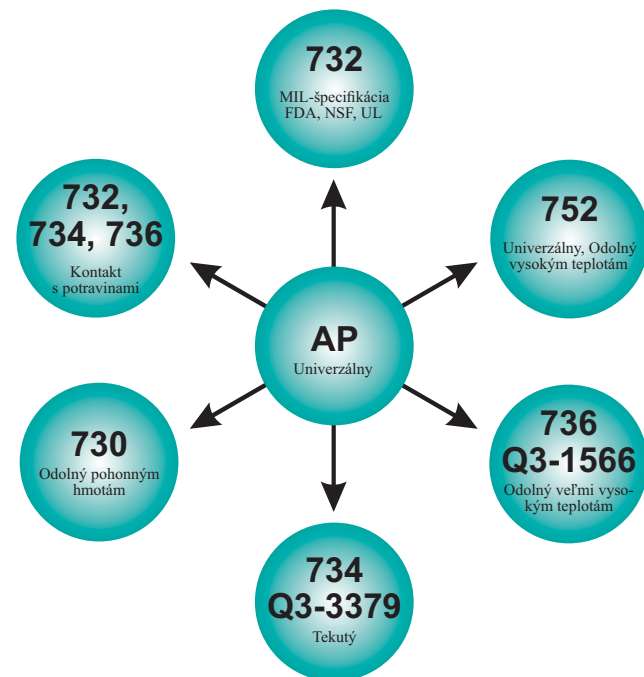 732
MIL-špecifikácia
FDA, NSF, UL
732,
734, 736
Kontakt
s potravinami
752
Univerzálny, Odolný
vysokým teplotám
AP
Univerzálny
730
Odolný pohonným
hmotám
736
Q3-1566
Odolný veľmi vyso-
kým teplotám
734
Q3-3379
Tekutý